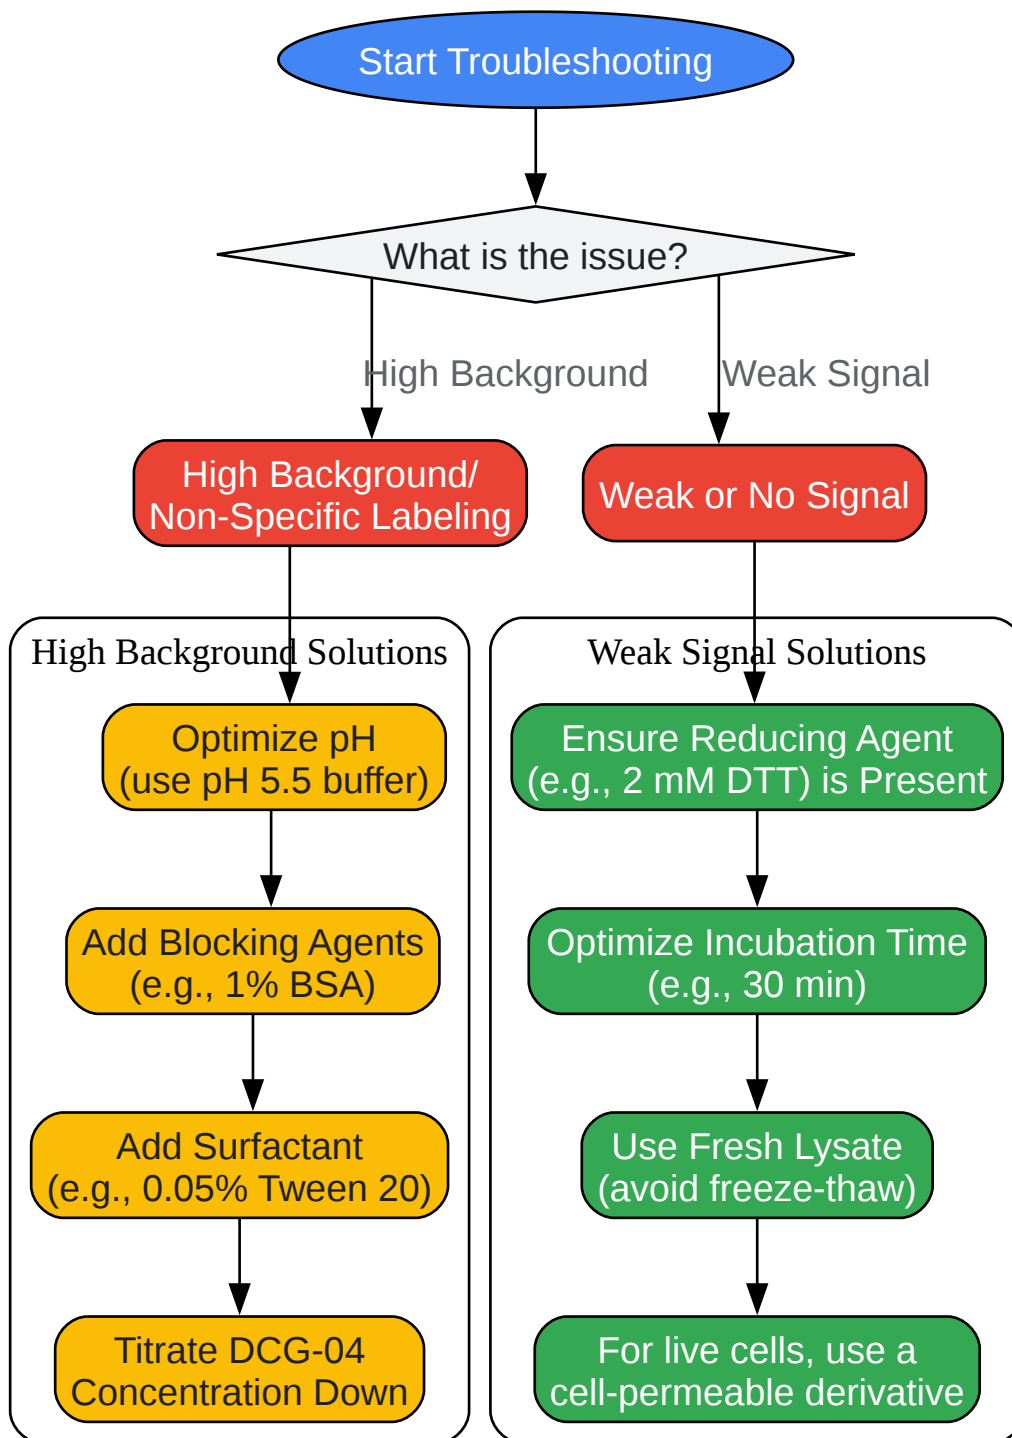 Start Troubleshooting
What is the issue?
High Background
Weak Signal
High Background/
Non-Specific Labeling
Weak or No Signal
High Background Solutions
Optimize pH
(use pH 5.5 buffer)
Add Blocking Agents
(e.g., 1% BSA)
Add Surfactant
(e.g., 0.05% Tween 20)
Titrate DCG-04
Concentration Down
Weak Signal Solutions
Ensure Reducing Agent
(e.g., 2 mM DTT) is Present
Optimize Incubation Time
(e.g., 30 min)
Use Fresh Lysate
(avoid freeze-thaw)
For live cells, use a
cell-permeable derivative